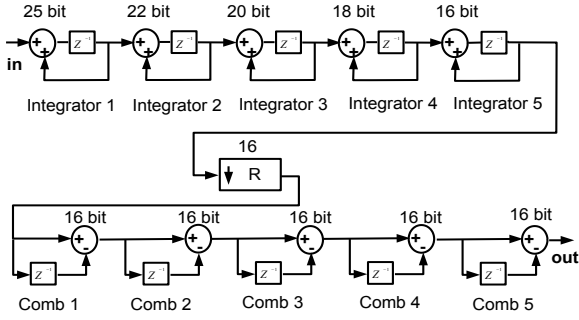 25 bit 22 bit 20 bit 18 bit 16 bit
+ + Z⁻¹ + + Z⁻¹ + + Z⁻¹ + + Z⁻¹ + + Z⁻¹
in
Integrator 1 Integrator 2 Integrator 3 Integrator 4 Integrator 5
16
R
16 bit 16 bit 16 bit 16 bit 16 bit
+ - + - + - + - + -
out
Z⁻¹ Z⁻¹ Z⁻¹ Z⁻¹ Z⁻¹
Comb 1 Comb 2 Comb 3 Comb 4 Comb 5